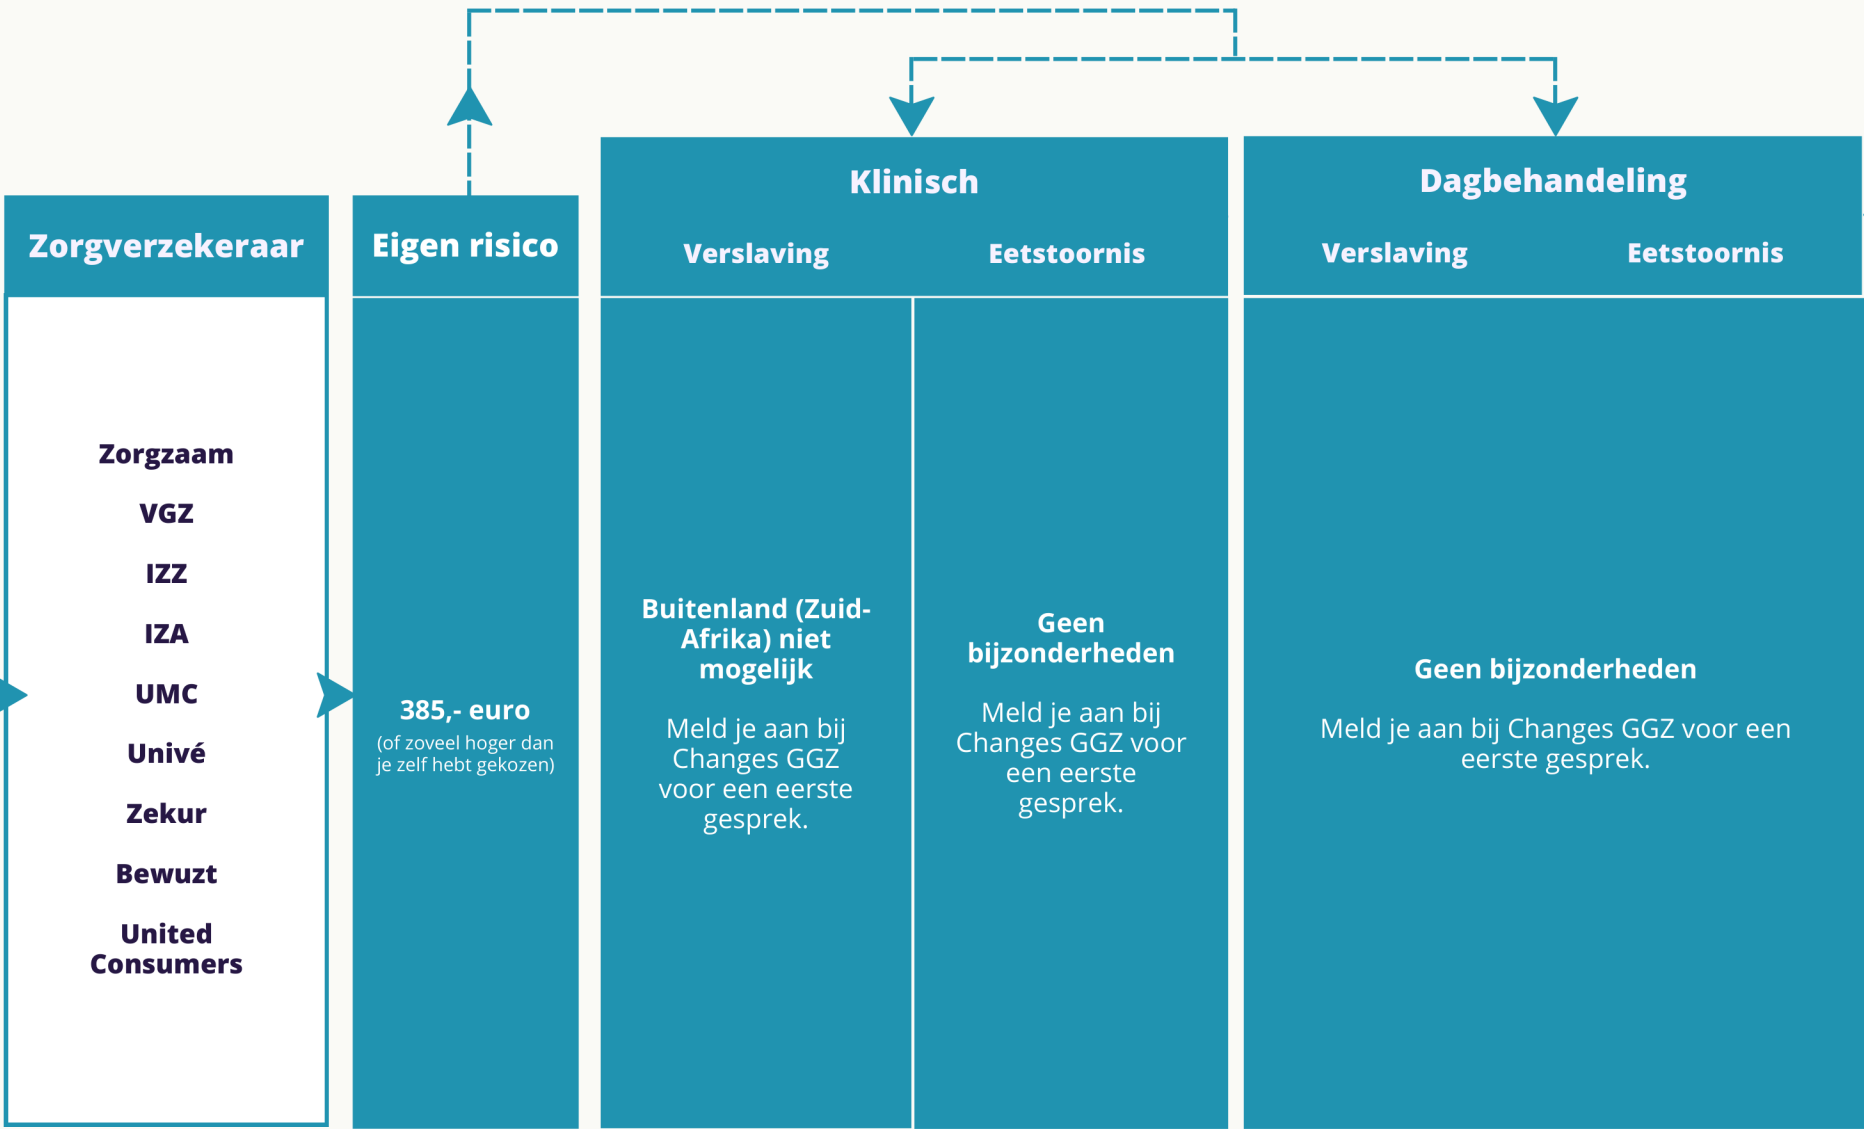 Zorgverzekeraar
Zorgzaam
VGZ
IZZ
IZA
UMC
Univé
Zekur
Bewuzt
United
Consumers
Eigen risico
385,- euro
(of zoveel hoger dan
je zelf hebt gekozen)
Klinisch
Verslaving
Eetstoornis
Buitenland (Zuid-
Afrika) niet
mogelijk
Meld je aan bij
Changes GGZ
voor een eerste
gesprek.
Geen
bijzonderheden
Meld je aan bij
Changes GGZ voor
een eerste
gesprek.
Dagbehandeling
Verslaving
Eetstoornis
Geen bijzonderheden
Meld je aan bij Changes GGZ voor een
eerste gesprek.